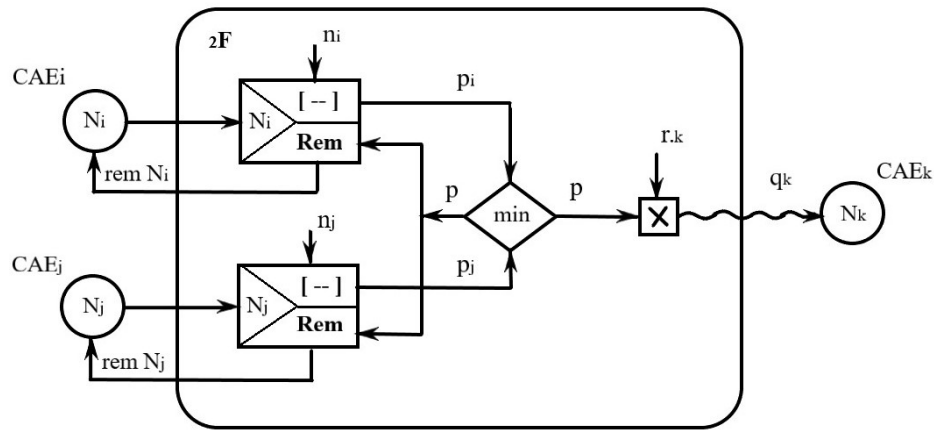 ₂F
nᵢ
CAEi
pᵢ
Nᵢ
Nᵢ
[ -- ]
Rem
rem Nᵢ
r.k
CAEₖ
p
p
qₖ
min
X
Nₖ
nⱼ
CAEⱼ
pⱼ
Nⱼ
Nⱼ
[ -- ]
Rem
rem Nⱼ